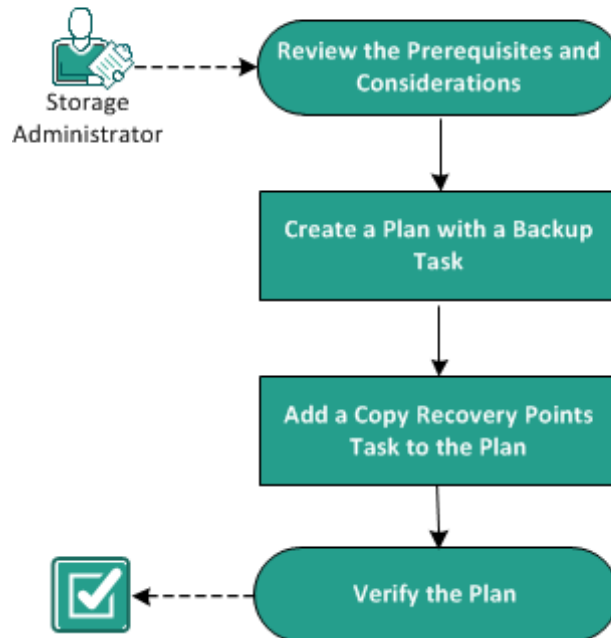 Review the Prerequisites and
Considerations
Storage
Administrator
Create a Plan with a Backup
Task
Add a Copy Recovery Points
Task to the Plan
Verify the Plan